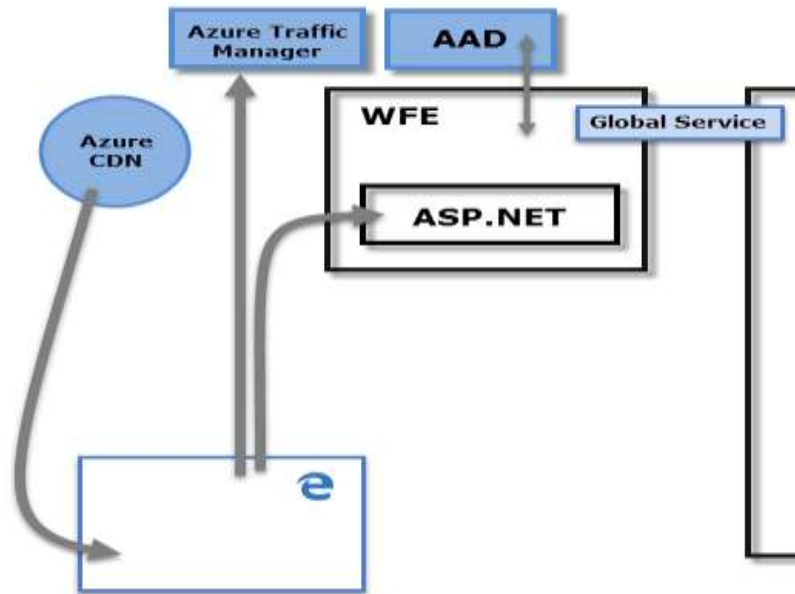 Azure Traffic
Manager
AAD
WFE
Global Service
Azure
CDN
ASP.NET